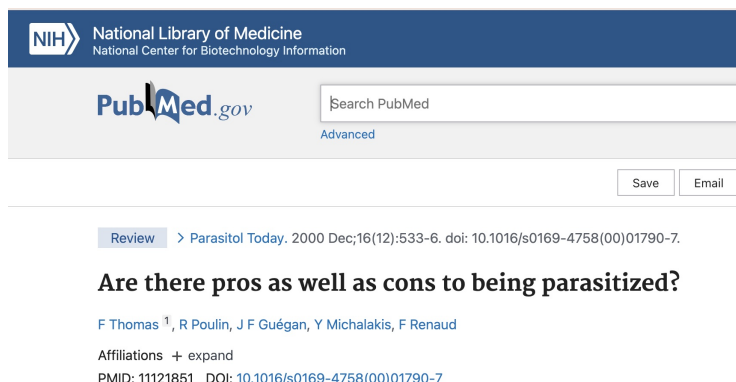 NIH
National Library of Medicine
National Center for Biotechnology Information
PubMed.gov
Search PubMed
Advanced
Save Email
Review > Parasitol Today. 2000 Dec;16(12):533-6. doi: 10.1016/s0169-4758(00)01790-7.
Are there pros as well as cons to being parasitized?
F Thomas 1, R Poulin, J F Guégan, Y Michalakis, F Renaud
Affiliations + expand
PMID: 11121851 DOI: 10.1016/s0169-4758(00)01790-7